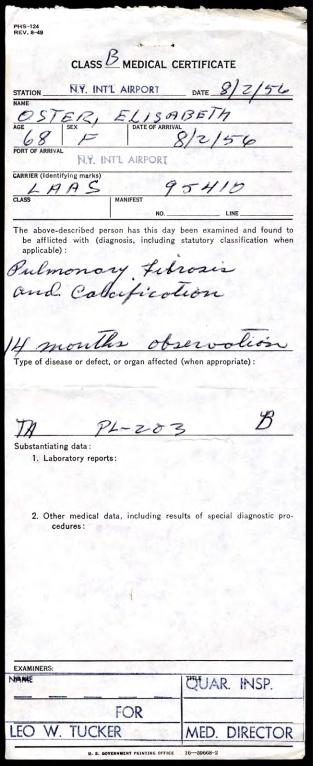 PHS-124
REV. 8-49
CLASS B MEDICAL CERTIFICATE
STATION N.Y. INT'L AIRPORT DATE 8/2/56
NAME
OSTER, ELISABETH
AGE SEX DATE OF ARRIVAL
68 F 8/2/56
PORT OF ARRIVAL
N.Y. INT'L AIRPORT
CARRIER (Identifying marks)
LAAS 95410
CLASS MANIFEST
NO. LINE
The above-described person has this day been examined and found to
be afflicted with (diagnosis, including statutory classification when
applicable):
Pulmonary Fibrosis
and Calcification
14 months observation
Type of disease or defect, or organ affected (when appropriate):
TA PL-203 B
Substantiating data:
1. Laboratory reports:
2. Other medical data, including results of special diagnostic pro-
cedures:
EXAMINERS:
NAME TITLE
QUAR. INSP.
FOR
LEO W. TUCKER MED. DIRECTOR
U. S. GOVERNMENT PRINTING OFFICE 16—39668-2